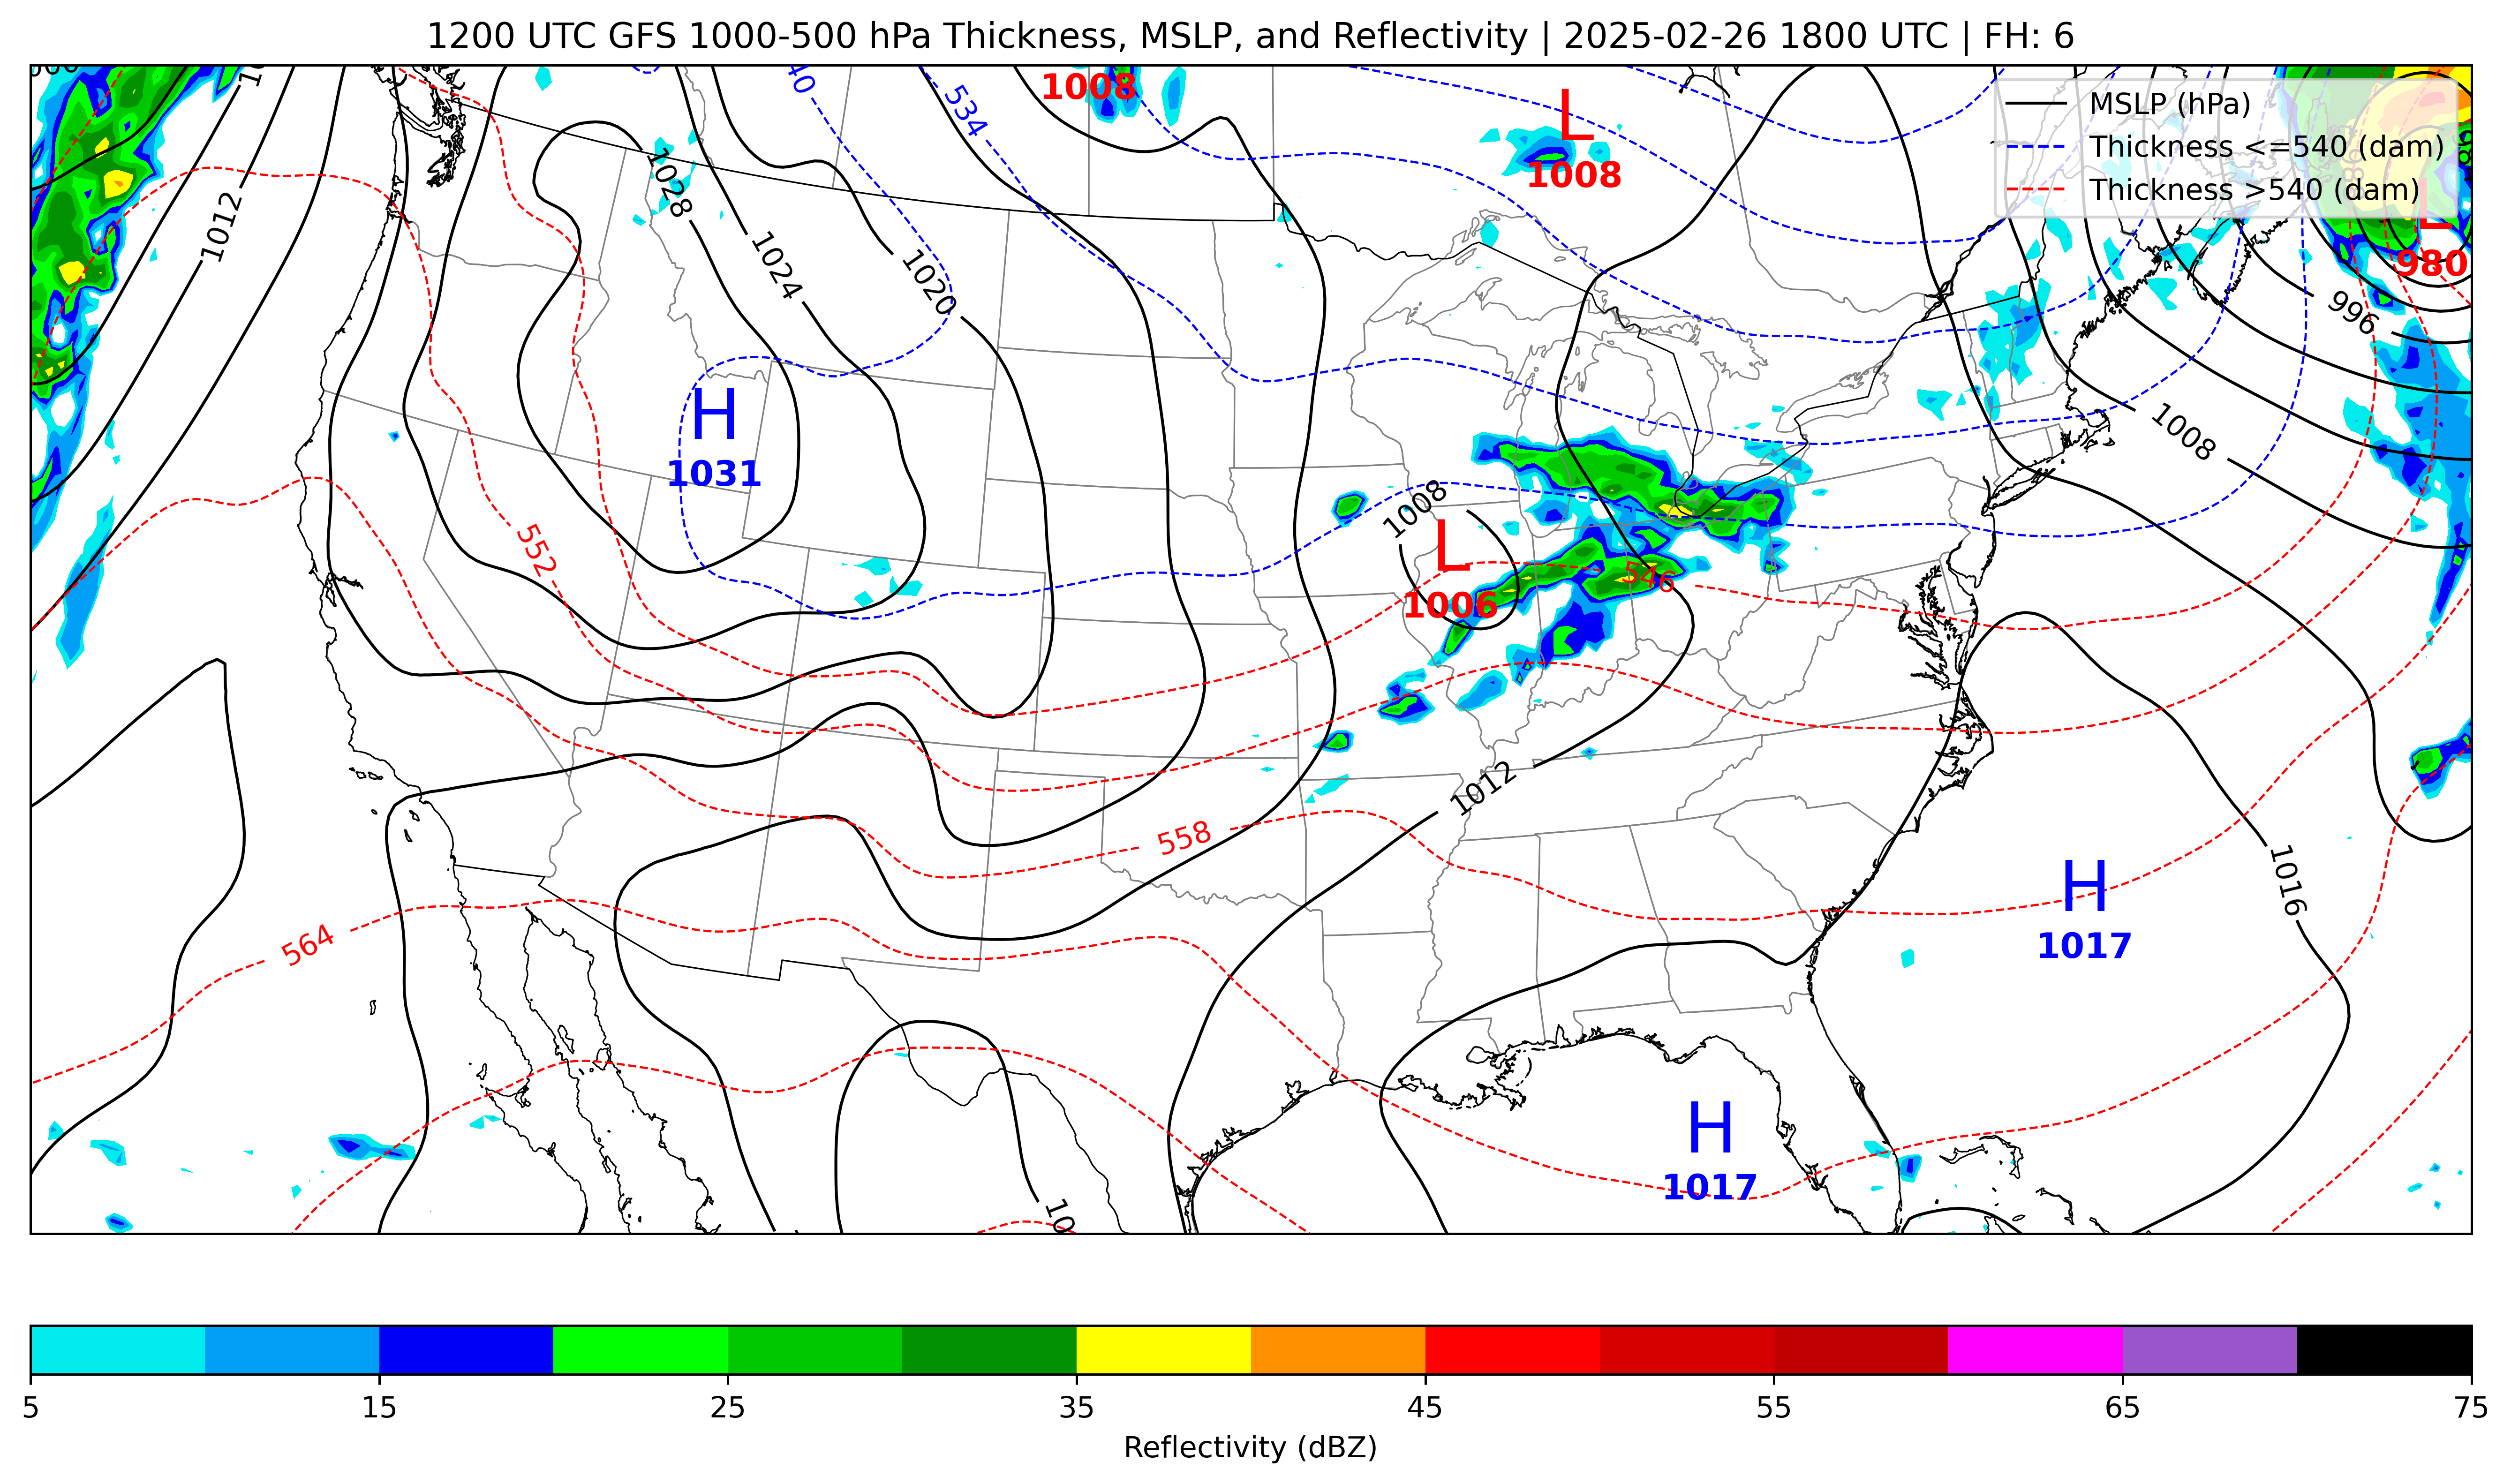 1200 UTC GFS 1000-500 hPa Thickness, MSLP, and Reflectivity | 2025-02-26 1800 UTC | FH: 6
MSLP (hPa)
Thickness <=540 (dam)
Thickness >540 (dam)
534
1008
L
1008
1012
1028
1024
1020
L
980
996
H
1031
1008
1008
L
1006
552
546
1012
558
564
H
1017
1016
H
1017
10
5
15
25
35
45
55
65
75
Reflectivity (dBZ)